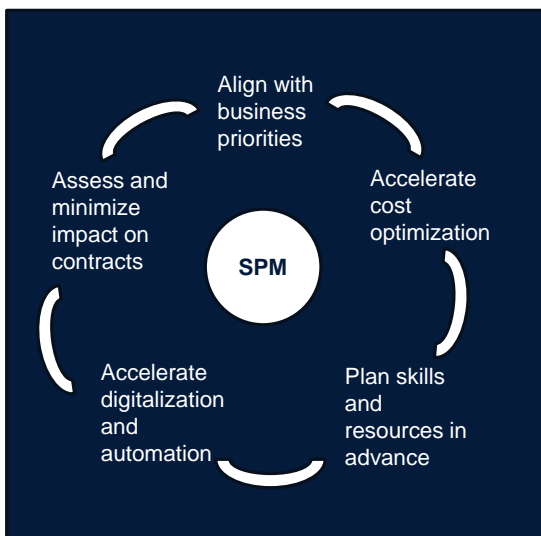 Align with
business
priorities
Accelerate
cost
optimization
Plan skills
and
resources in
advance
Accelerate
digitalization
and
automation
Assess and
minimize
impact on
contracts
SPM